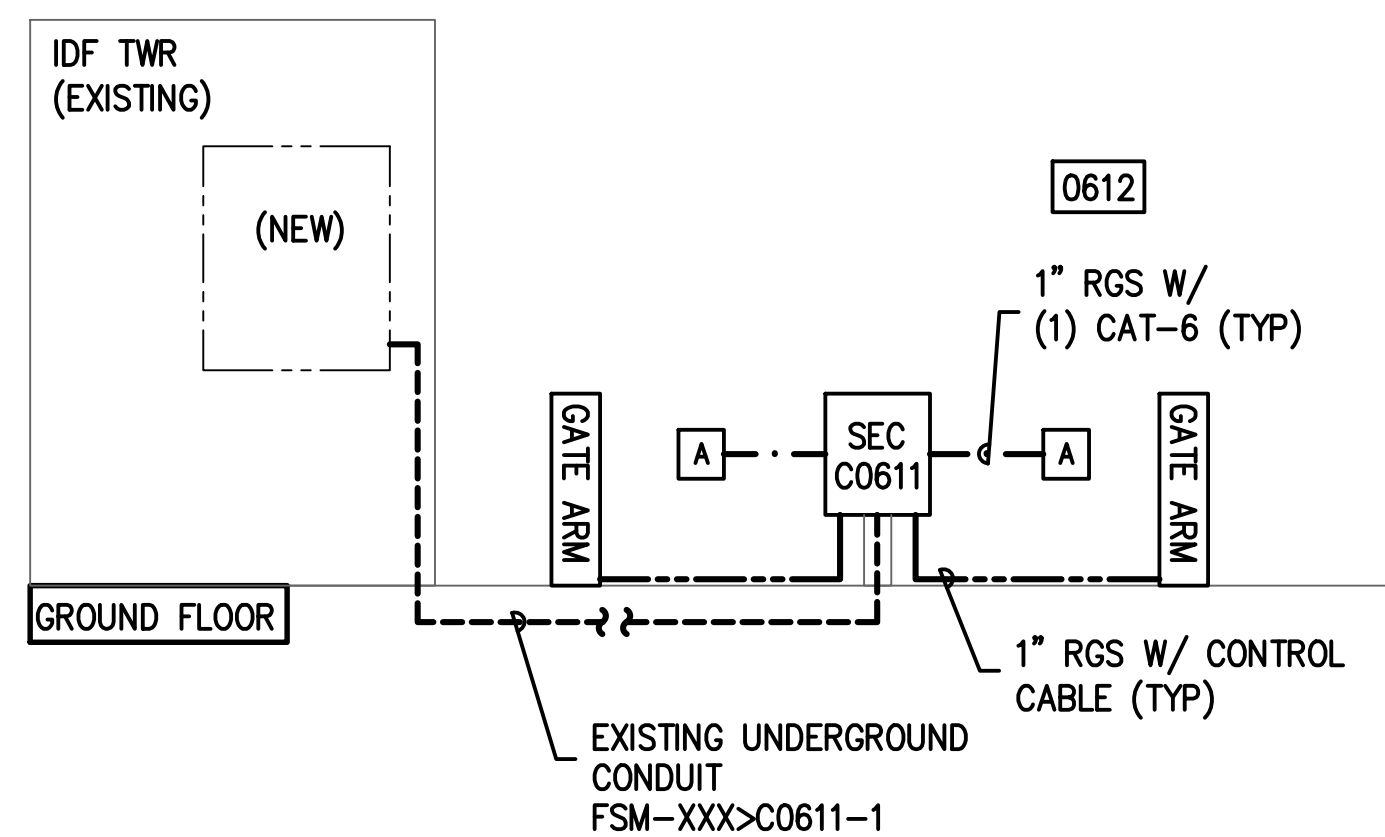 IDF TWR
(EXISTING)
(NEW)
0612
1” RGS W/
(1) CAT-6 (TYP)
GATE ARM
A
SEC
C0611
A
GATE ARM
GROUND FLOOR
1” RGS W/ CONTROL
CABLE (TYP)
EXISTING UNDERGROUND
CONDUIT
FSM-XXX>C0611-1